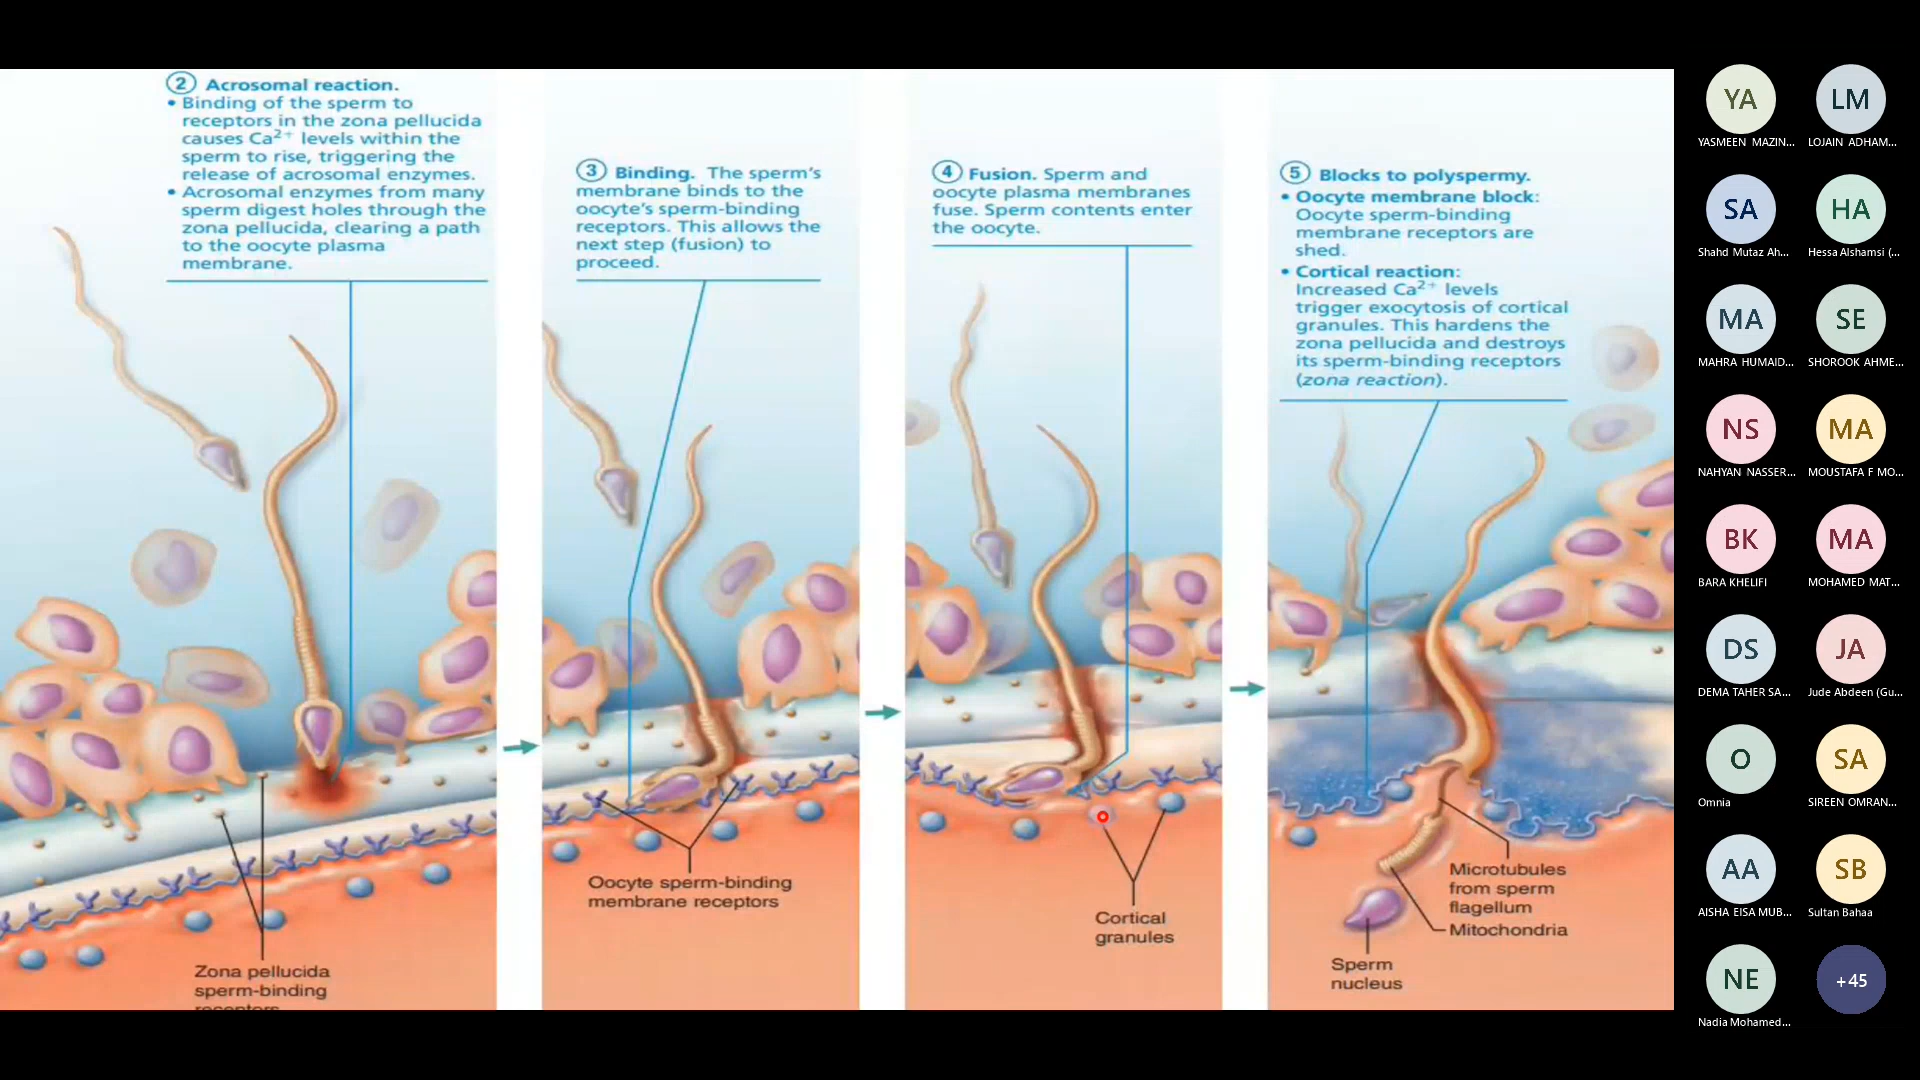 2 Acrosomal reaction.
• Binding of the sperm to
receptors in the zona pellucida
causes Ca2+ levels within the
sperm to rise, triggering the
release of acrosomal enzymes.
• Acrosomal enzymes from many
sperm digest holes through the
zona pellucida, clearing a path
to the oocyte plasma
membrane.
Zona pellucida
sperm-binding
receptors
3 Binding. The sperm's
membrane binds to the
oocyte's sperm-binding
receptors. This allows the
next step (fusion) to
proceed.
Oocyte sperm-binding
membrane receptors
4 Fusion. Sperm and
oocyte plasma membranes
fuse. Sperm contents enter
the oocyte.
Cortical
granules
5 Blocks to polyspermy.
• Oocyte membrane block:
Oocyte sperm-binding
membrane receptors are
shed.
• Cortical reaction:
Increased Ca2+ levels
trigger exocytosis of cortical
granules. This hardens the
zona pellucida and destroys
its sperm-binding receptors
(zona reaction).
Microtubules
from sperm
flagellum
Mitochondria
Sperm
nucleus
YA
YASMEEN MAZIN...
LM
LOJAIN ADHAM...
SA
Shahd Mutaz Ah...
HA
Hessa Alshamsi (...
MA
MAHRA HUMAID...
SE
SHOROOK AHME...
NS
NAHYAN NASSER...
MA
MOUSTAFA F MO...
BK
BARA KHELIFI
MA
MOHAMED MAT...
DS
DEMA TAHER SA...
JA
Jude Abdeen (Gu...
O
Omnia
SA
SIREEN OMRAN...
AA
AISHA EISA MUB...
SB
Sultan Bahaa
NE
Nadia Mohamed...
+45